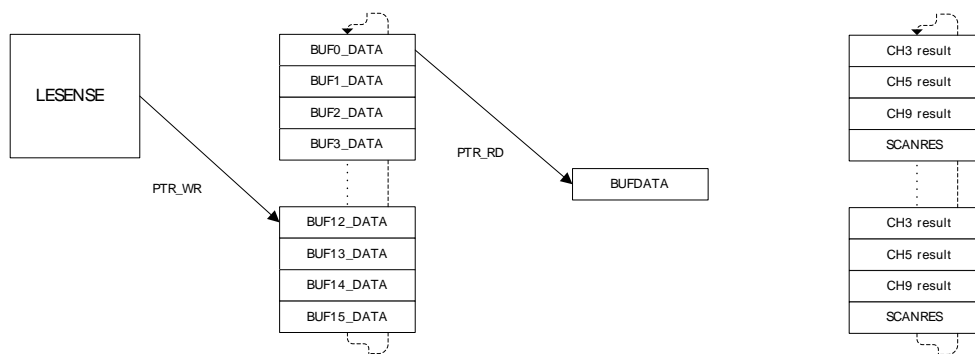 LESENSE
PTR_WR
BUF0_DATA
BUF1_DATA
BUF2_DATA
BUF3_DATA
BUF12_DATA
BUF13_DATA
BUF14_DATA
BUF15_DATA
PTR_RD
BUFDATA
CH3 result
CH5 result
CH9 result
SCANRES
CH3 result
CH5 result
CH9 result
SCANRES